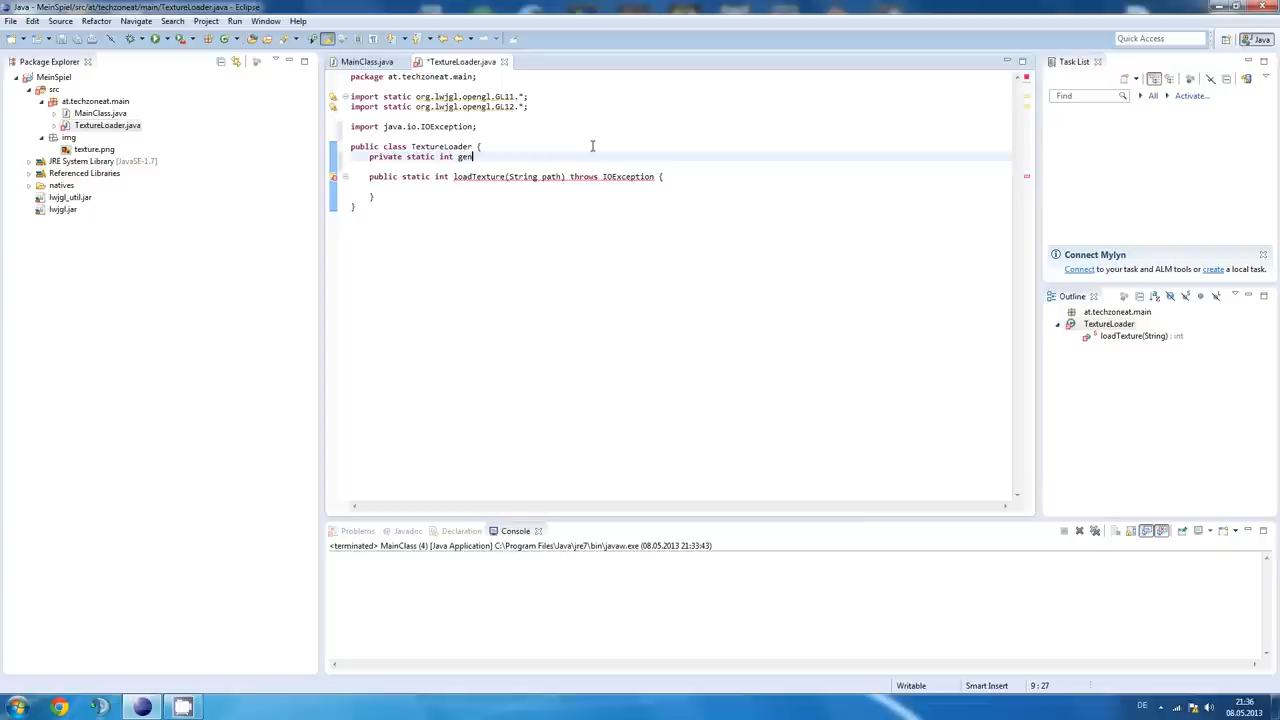 Java - MeinSpiel/src/at/techzoneat/main/TextureLoader.java - Eclipse
File Edit Source Refactor Navigate Search Project Run Window Help
Quick Access
Java
Package Explorer
MeinSpiel
src
at.techzoneat.main
MainClass.java
TextureLoader.java
img
texture.png
JRE System Library [JavaSE-1.7]
Referenced Libraries
natives
lwjgl_util.jar
lwjgl.jar
MainClass.java
*TextureLoader.java
package at.techzoneat.main;
import static org.lwjgl.opengl.GL11.*;
import static org.lwjgl.opengl.GL12.*;
import java.io.IOException;
public class TextureLoader {
private static int gen
public static int loadTexture(String path) throws IOException {
}
}
Task List
Find All Activate...
Connect Mylyn
Connect to your task and ALM tools or create a local task.
Outline
at.techzoneat.main
TextureLoader
loadTexture(String) : int
Problems Javadoc Declaration Console
<terminated> MainClass (4) [Java Application] C:\Program Files\Java\jre7\bin\javaw.exe (08.05.2013 21:33:43)
Writable Smart Insert 9 : 27
DE
21:36
08.05.2013